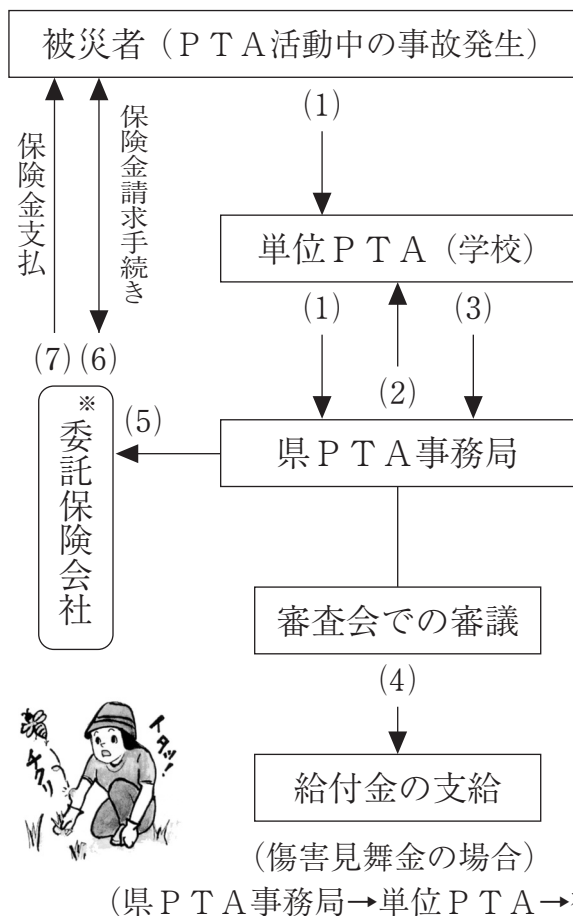 被災者（ＰＴＡ活動中の事故発生）
(1)
保険金支払
保険金請求手続き
単位ＰＴＡ（学校）
(1)
(3)
(7)
(6)
(2)
※委託保険会社
(5)
県ＰＴＡ事務局
審査会での審議
(4)
イタッ!
チクリ
給付金の支給
（傷害見舞金の場合）
（県ＰＴＡ事務局→単位ＰＴＡ→